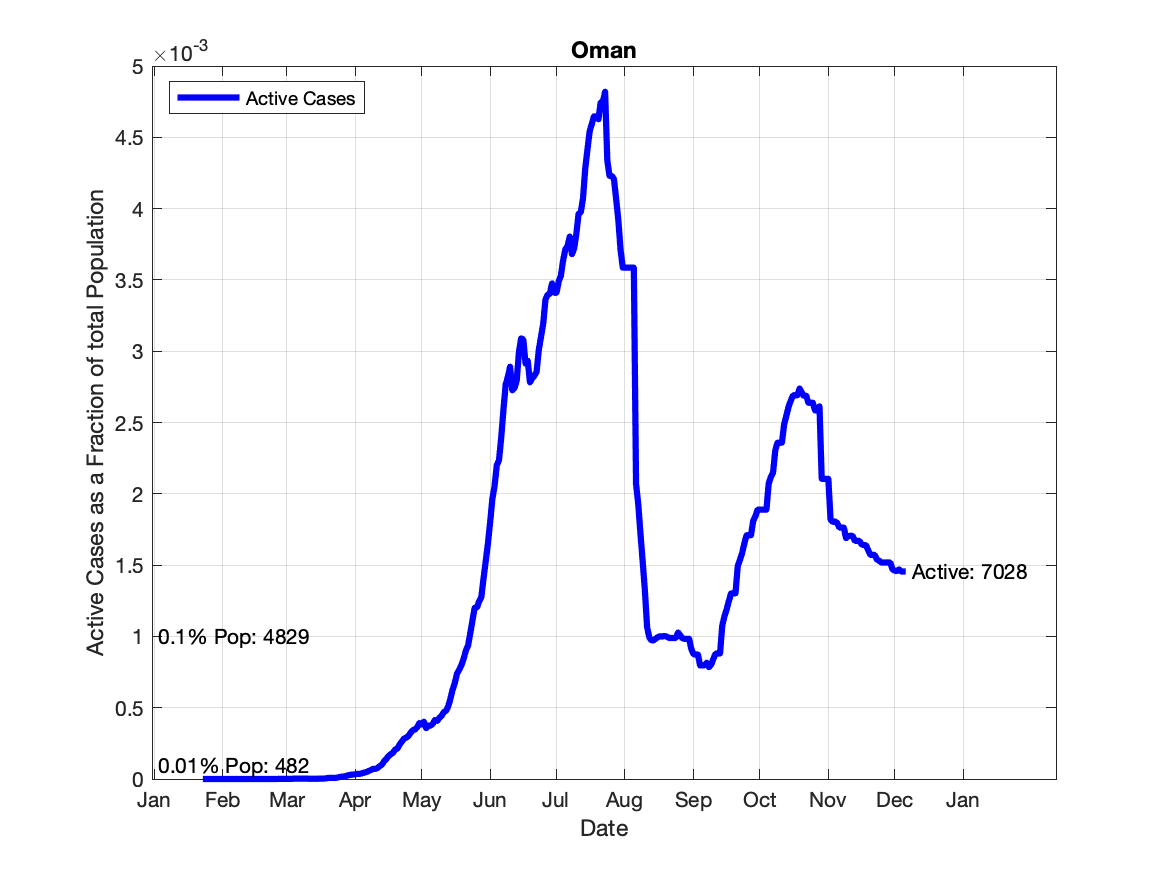 Oman
×10-3
Active Cases
5
4.5
4
3.5
3
2.5
2
1.5
1
0.5
0
Active Cases as a Fraction of total Population
Active: 7028
0.1% Pop: 4829
0.01% Pop: 482
Jan Feb Mar Apr May Jun Jul Aug Sep Oct Nov Dec Jan
Date